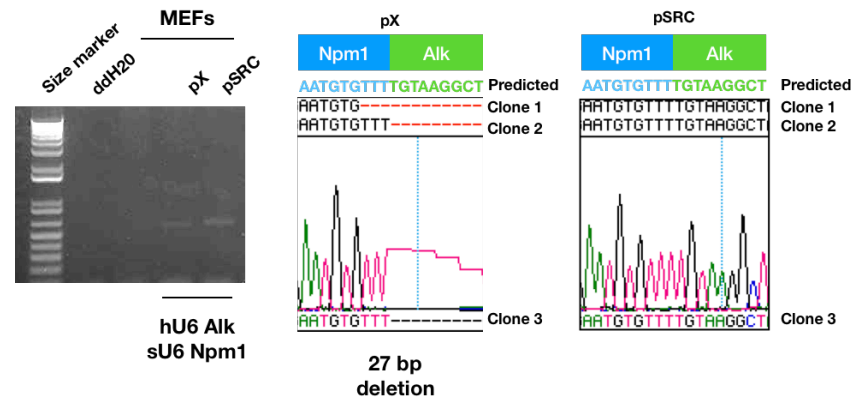 MEFs
Size marker
ddH20
pX
pSRC
hU6 Alk
sU6 Npm1
pX
Npm1 Alk
AATGTGTTTTGTAAGGCT Predicted
AATGTG------------ Clone 1
AATGTGTTT--------- Clone 2
AATGTGTTT--------- Clone 3
27 bp
deletion
pSRC
Npm1 Alk
AATGTGTTTTGTAAGGCT Predicted
AATGTGTTTTGTAAGGCT Clone 1
AATGTGTTTTGTAAGGCT Clone 2
AATGTGTTTTGTAAGGCT Clone 3